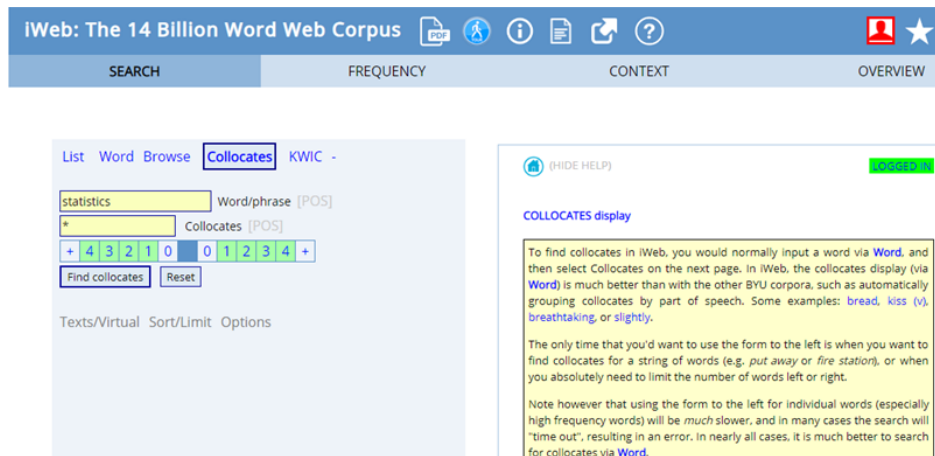 iWeb: The 14 Billion Word Web Corpus PDF i ?
SEARCH FREQUENCY CONTEXT OVERVIEW
List Word Browse Collocates KWIC -
statistics Word/phrase [POS]
* Collocates [POS]
+ 4 3 2 1 0 0 1 2 3 4 +
Find collocates Reset
Texts/Virtual Sort/Limit Options
(HIDE HELP) LOGGED IN
COLLOCATES display
To find collocates in iWeb, you would normally input a word via Word, and
then select Collocates on the next page. In iWeb, the collocates display (via
Word) is much better than with the other BYU corpora, such as automatically
grouping collocates by part of speech. Some examples: bread, kiss (v),
breathtaking, or slightly.
The only time that you'd want to use the form to the left is when you want to
find collocates for a string of words (e.g. put away or fire station), or when
you absolutely need to limit the number of words left or right.
Note however that using the form to the left for individual words (especially
high frequency words) will be much slower, and in many cases the search will
"time out", resulting in an error. In nearly all cases, it is much better to search
for collocates via Word.